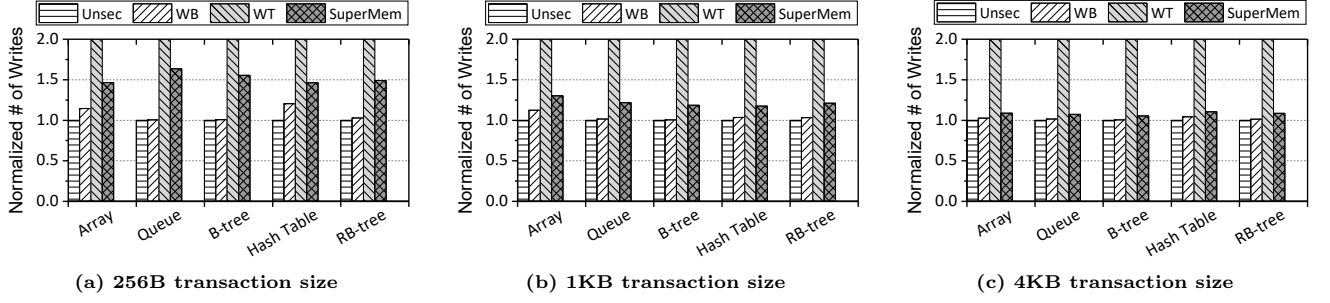 Unsec WB WT SuperMem
Normalized # of Writes
2.0
1.5
1.0
0.5
0.0
Array Queue B-tree Hash Table RB-tree
(a) 256B transaction size
Unsec WB WT SuperMem
Normalized # of Writes
2.0
1.5
1.0
0.5
0.0
Array Queue B-tree Hash Table RB-tree
(b) 1KB transaction size
Unsec WB WT SuperMem
Normalized # of Writes
2.0
1.5
1.0
0.5
0.0
Array Queue B-tree Hash Table RB-tree
(c) 4KB transaction size